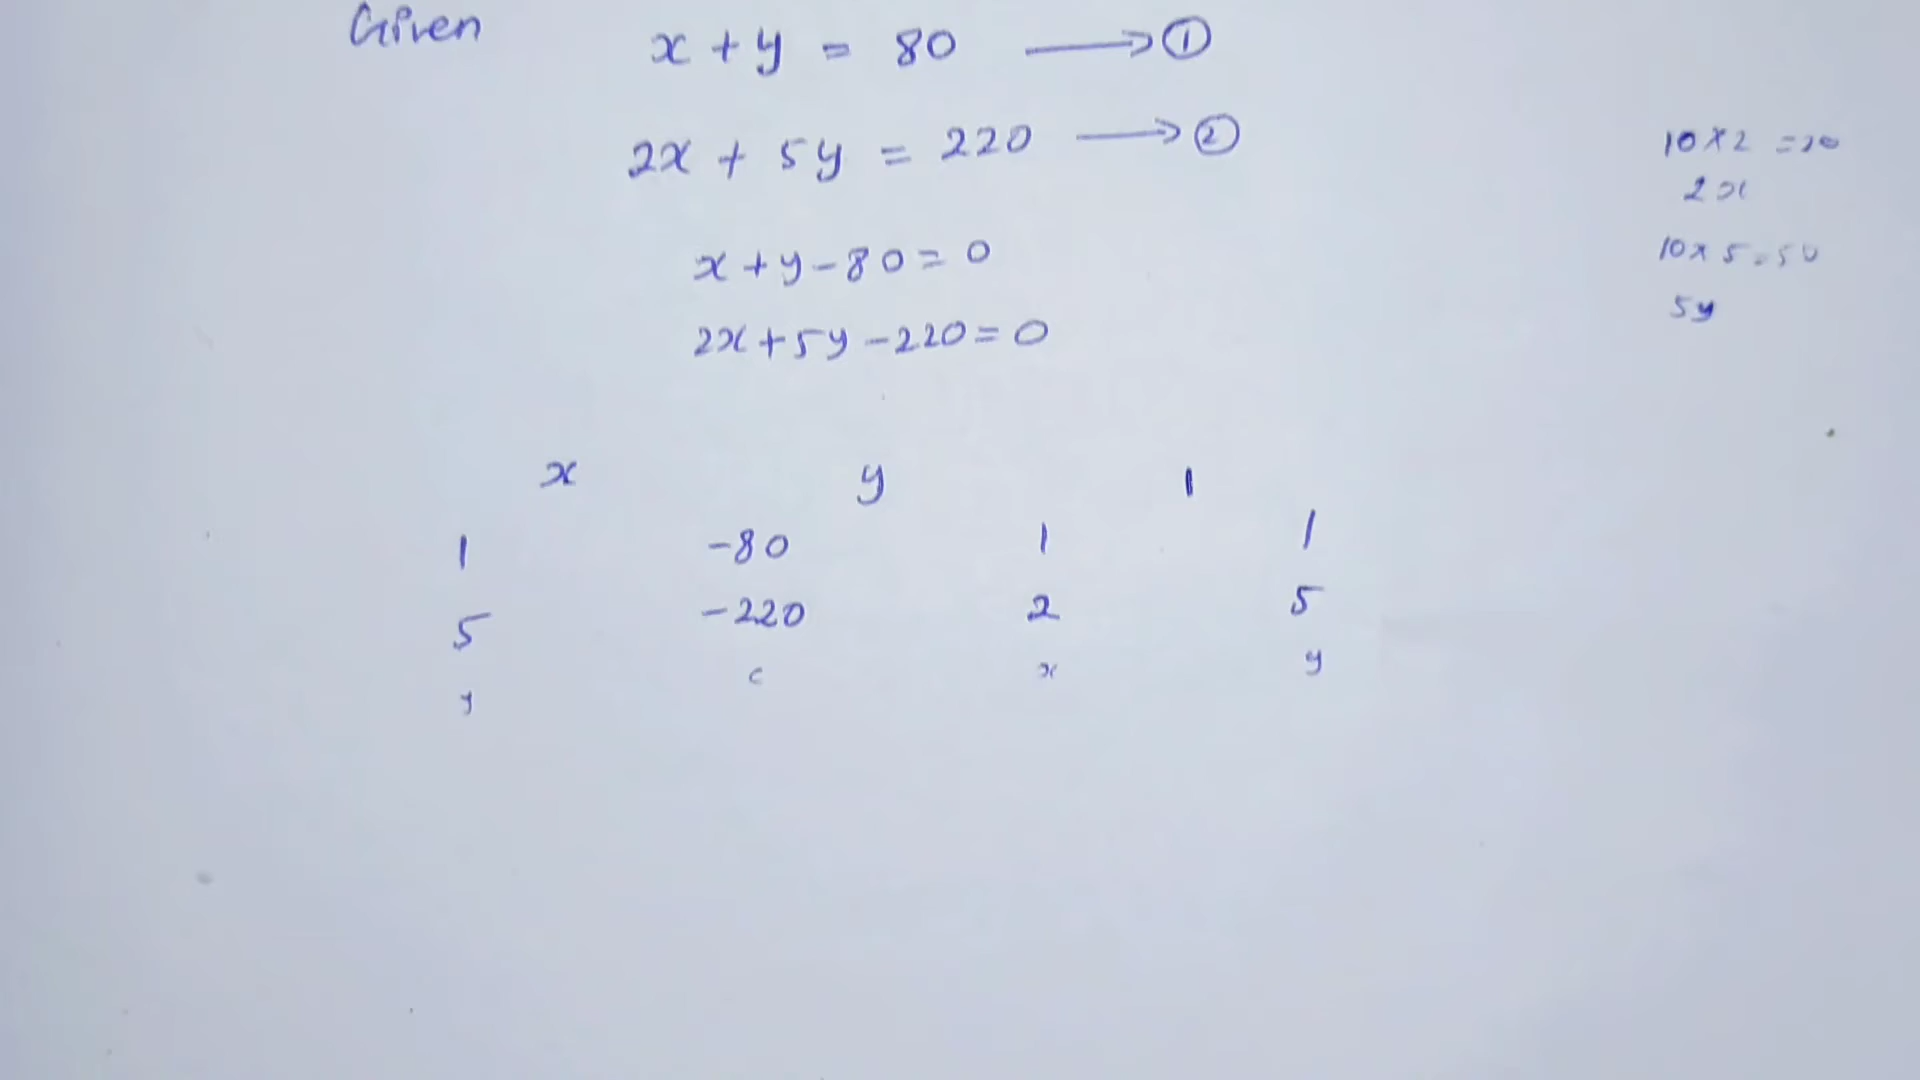 Given x + y = 80 ⟶ ①
2x + 5y = 220 ⟶ ②
10 x 2 = 20
2x
x + y - 80 = 0
10 x 5 = 50
5y
2x + 5y - 220 = 0
x y 1
1 -80 1 1
5 -220 2 5
y c x y